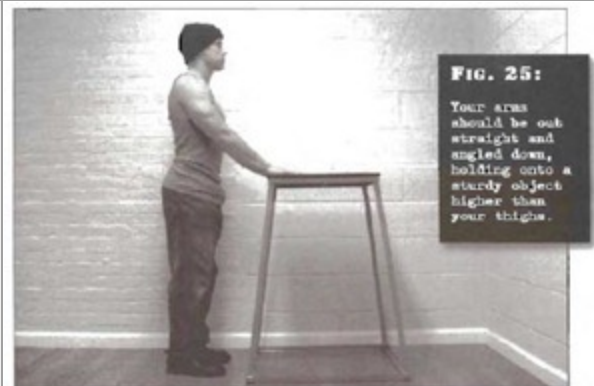 FIG. 25:
Your arms
should be out
straight and
angled down,
holding onto a
sturdy object
higher than
your thighs.